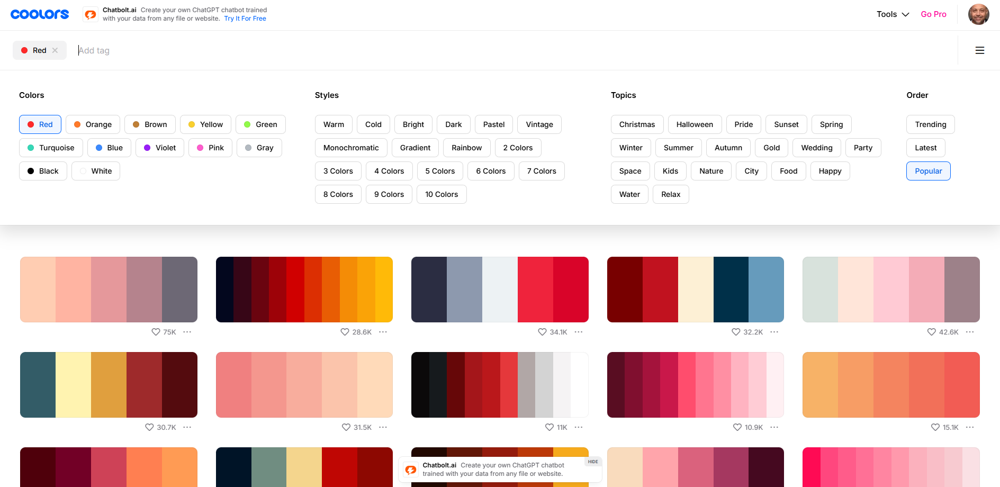 coolors
Chatbolt.ai Create your own ChatGPT chatbot trained
with your data from any file or website. Try It For Free
Tools
Go Pro
Red
Add tag
Colors
Red Orange Brown Yellow Green
Turquoise Blue Violet Pink Gray
Black White
Styles
Warm Cold Bright Dark Pastel Vintage
Monochromatic Gradient Rainbow 2 Colors
3 Colors 4 Colors 5 Colors 6 Colors 7 Colors
8 Colors 9 Colors 10 Colors
Topics
Christmas Halloween Pride Sunset Spring
Winter Summer Autumn Gold Wedding Party
Space Kids Nature City Food Happy
Water Relax
Order
Trending
Latest
Popular
75K 28.6K 34.1K 32.2K 42.6K
30.7K 31.5K 11K 10.9K 15.1K
Chatbolt.ai Create your own ChatGPT chatbot
trained with your data from any file or website.
HIDE